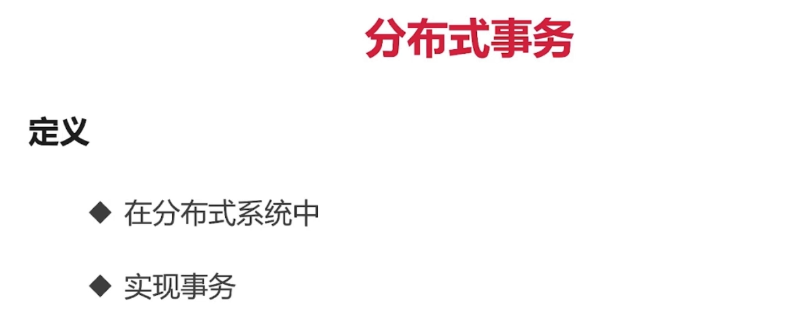 分布式事务
定义
◆ 在分布式系统中
◆ 实现事务